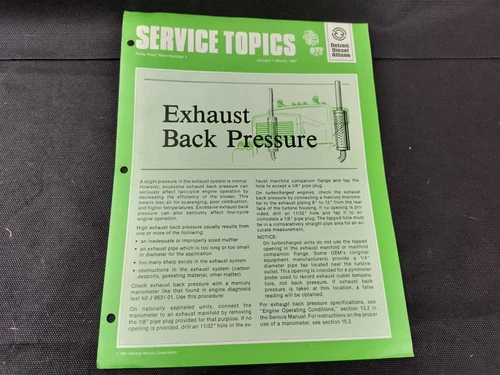 SERVICE TOPICS
Forty-First Year—Number 1
January • March, 1981
Detroit
Diesel
Allison
Exhaust
Back Pressure
A slight pressure in the exhaust system is normal.
However, excessive exhaust back pressure can
seriously affect two-cycle engine operation by
decreasing the efficiency of the blower. This
means less air for scavenging, poor combustion,
and higher temperatures. Excessive exhaust back
pressure can also seriously affect four-cycle
engine operation.
High exhaust back pressure usually results from
one or more of the following:
• an inadequate or improperly sized muffler
• an exhaust pipe which is too long or too small
in diameter for the application
• too many sharp bends in the exhaust system
• obstructions in the exhaust system (carbon
deposits, gasketing material, other matter)
Check exhaust back pressure with a mercury
manometer like that found in engine diagnosis
test kit J 9531-01. Use this procedure:
On naturally aspirated units, connect the
manometer to an exhaust manifold by removing
the 1/8" pipe plug provided for that purpose. If no
opening is provided, drill an 11/32" hole in the ex-
haust manifold companion flange and tap the
hole to accept a 1/8" pipe plug.
On turbocharged engines, check the exhaust
back pressure by connecting a mercury manome-
ter to the exhaust piping 6" to 12" from the rear
face of the turbine housing. If no opening is pro-
vided, drill an 11/32" hole and tap it to ac-
comodate a 1/8" pipe plug. The tapped hole must
be in a comparatively straight pipe area for an ac-
curate measurement.
NOTICE:
On turbocharged units do not use the tapped
opening in the exhaust manifold or manifold
companion flange. Some OEM's (original
equipment manufacturers) provide a 1/4"
diameter pipe tap located near the turbine
outlet. This opening is intended for a pyrometer
probe used to record exhaust outlet tempera-
ture, not back pressure. If exhaust back
pressure is taken at this location, a false
reading will be obtained.
For exhaust back pressure specifications, see
"Engine Operating Conditions," section 13.2 in
the Service Manual. For instructions on the proper
use of a manometer, see section 15.2.
1981 General Motors Corporation